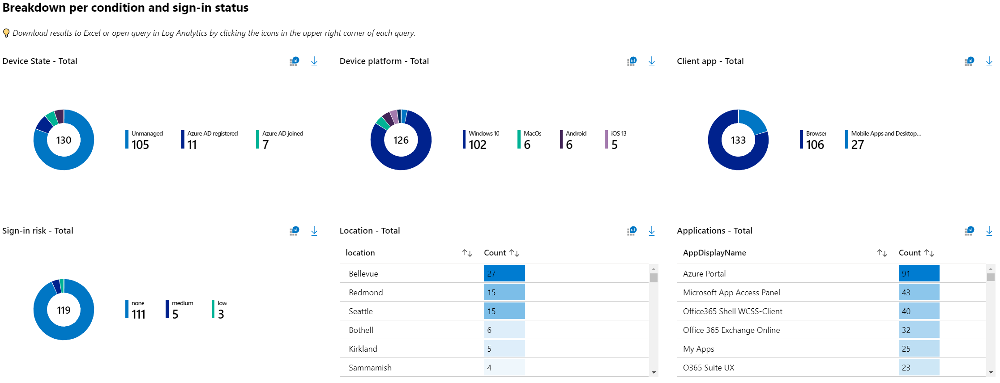 Breakdown per condition and sign-in status
Download results to Excel or open query in Log Analytics by clicking the icons in the upper right corner of each query.
Device State - Total
130
Unmanaged
105
Azure AD registered
11
Azure AD joined
7
Device platform - Total
126
Windows 10
102
MacOs
6
Android
6
iOS 13
5
Client app - Total
133
Browser
106
Mobile Apps and Desktop...
27
Sign-in risk - Total
119
none
111
medium
5
low
3
Location - Total
location Count
Bellevue 27
Redmond 15
Seattle 15
Bothell 6
Kirkland 5
Sammamish 4
Applications - Total
AppDisplayName Count
Azure Portal 91
Microsoft App Access Panel 43
Office365 Shell WCSS-Client 40
Office 365 Exchange Online 32
My Apps 25
O365 Suite UX 23